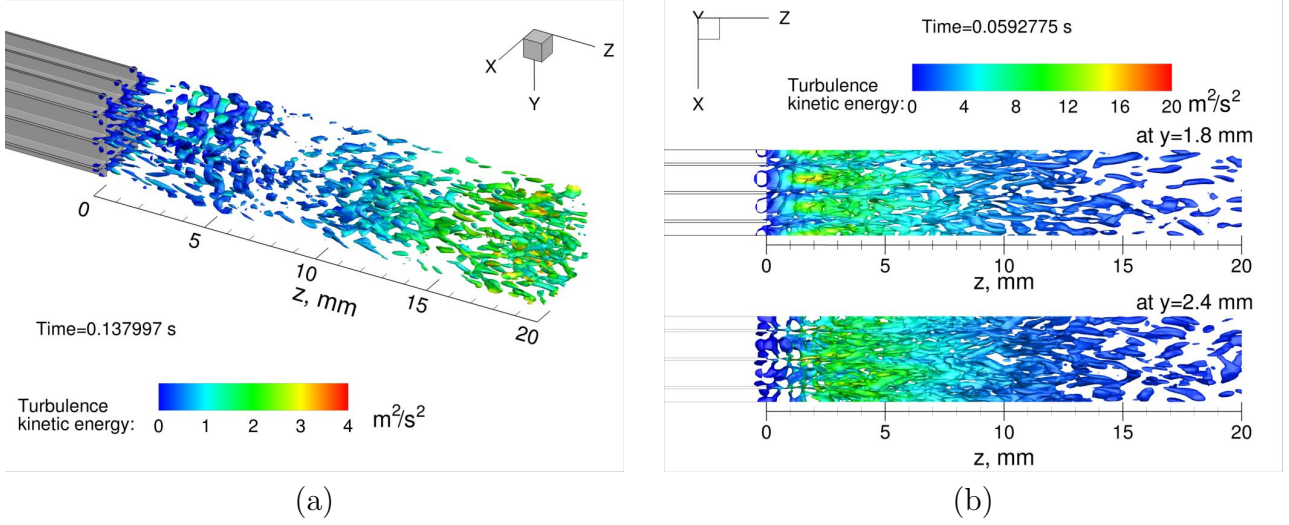 X
Y
Z
0
5
10
15
20
z, mm
Time=0.137997 s
Turbulence
kinetic energy:
0 1 2 3 4
m²/s²
(a)
Y
Z
X
Time=0.0592775 s
Turbulence
kinetic energy:
0 4 8 12 16 20
m²/s²
at y=1.8 mm
0 5 10 15 20
z, mm
at y=2.4 mm
0 5 10 15 20
z, mm
(b)